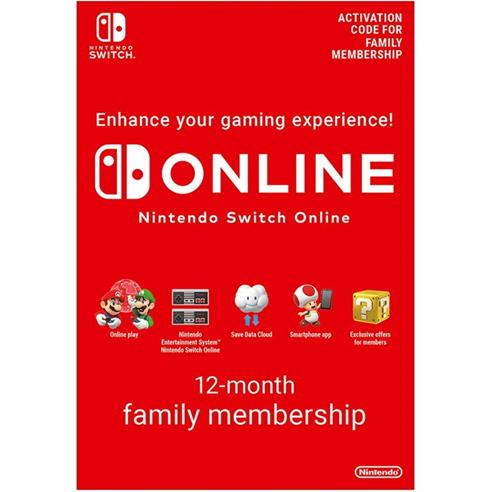 NINTENDO
SWITCH.
ACTIVATION
CODE FOR
FAMILY
MEMBERSHIP
Enhance your gaming experience!
ONLINE
Nintendo Switch Online
Online play
Nintendo
Entertainment System™
Nintendo Switch Online
Save Data Cloud
Smartphone app
Exclusive offers
for members
12-month
family membership
Nintendo